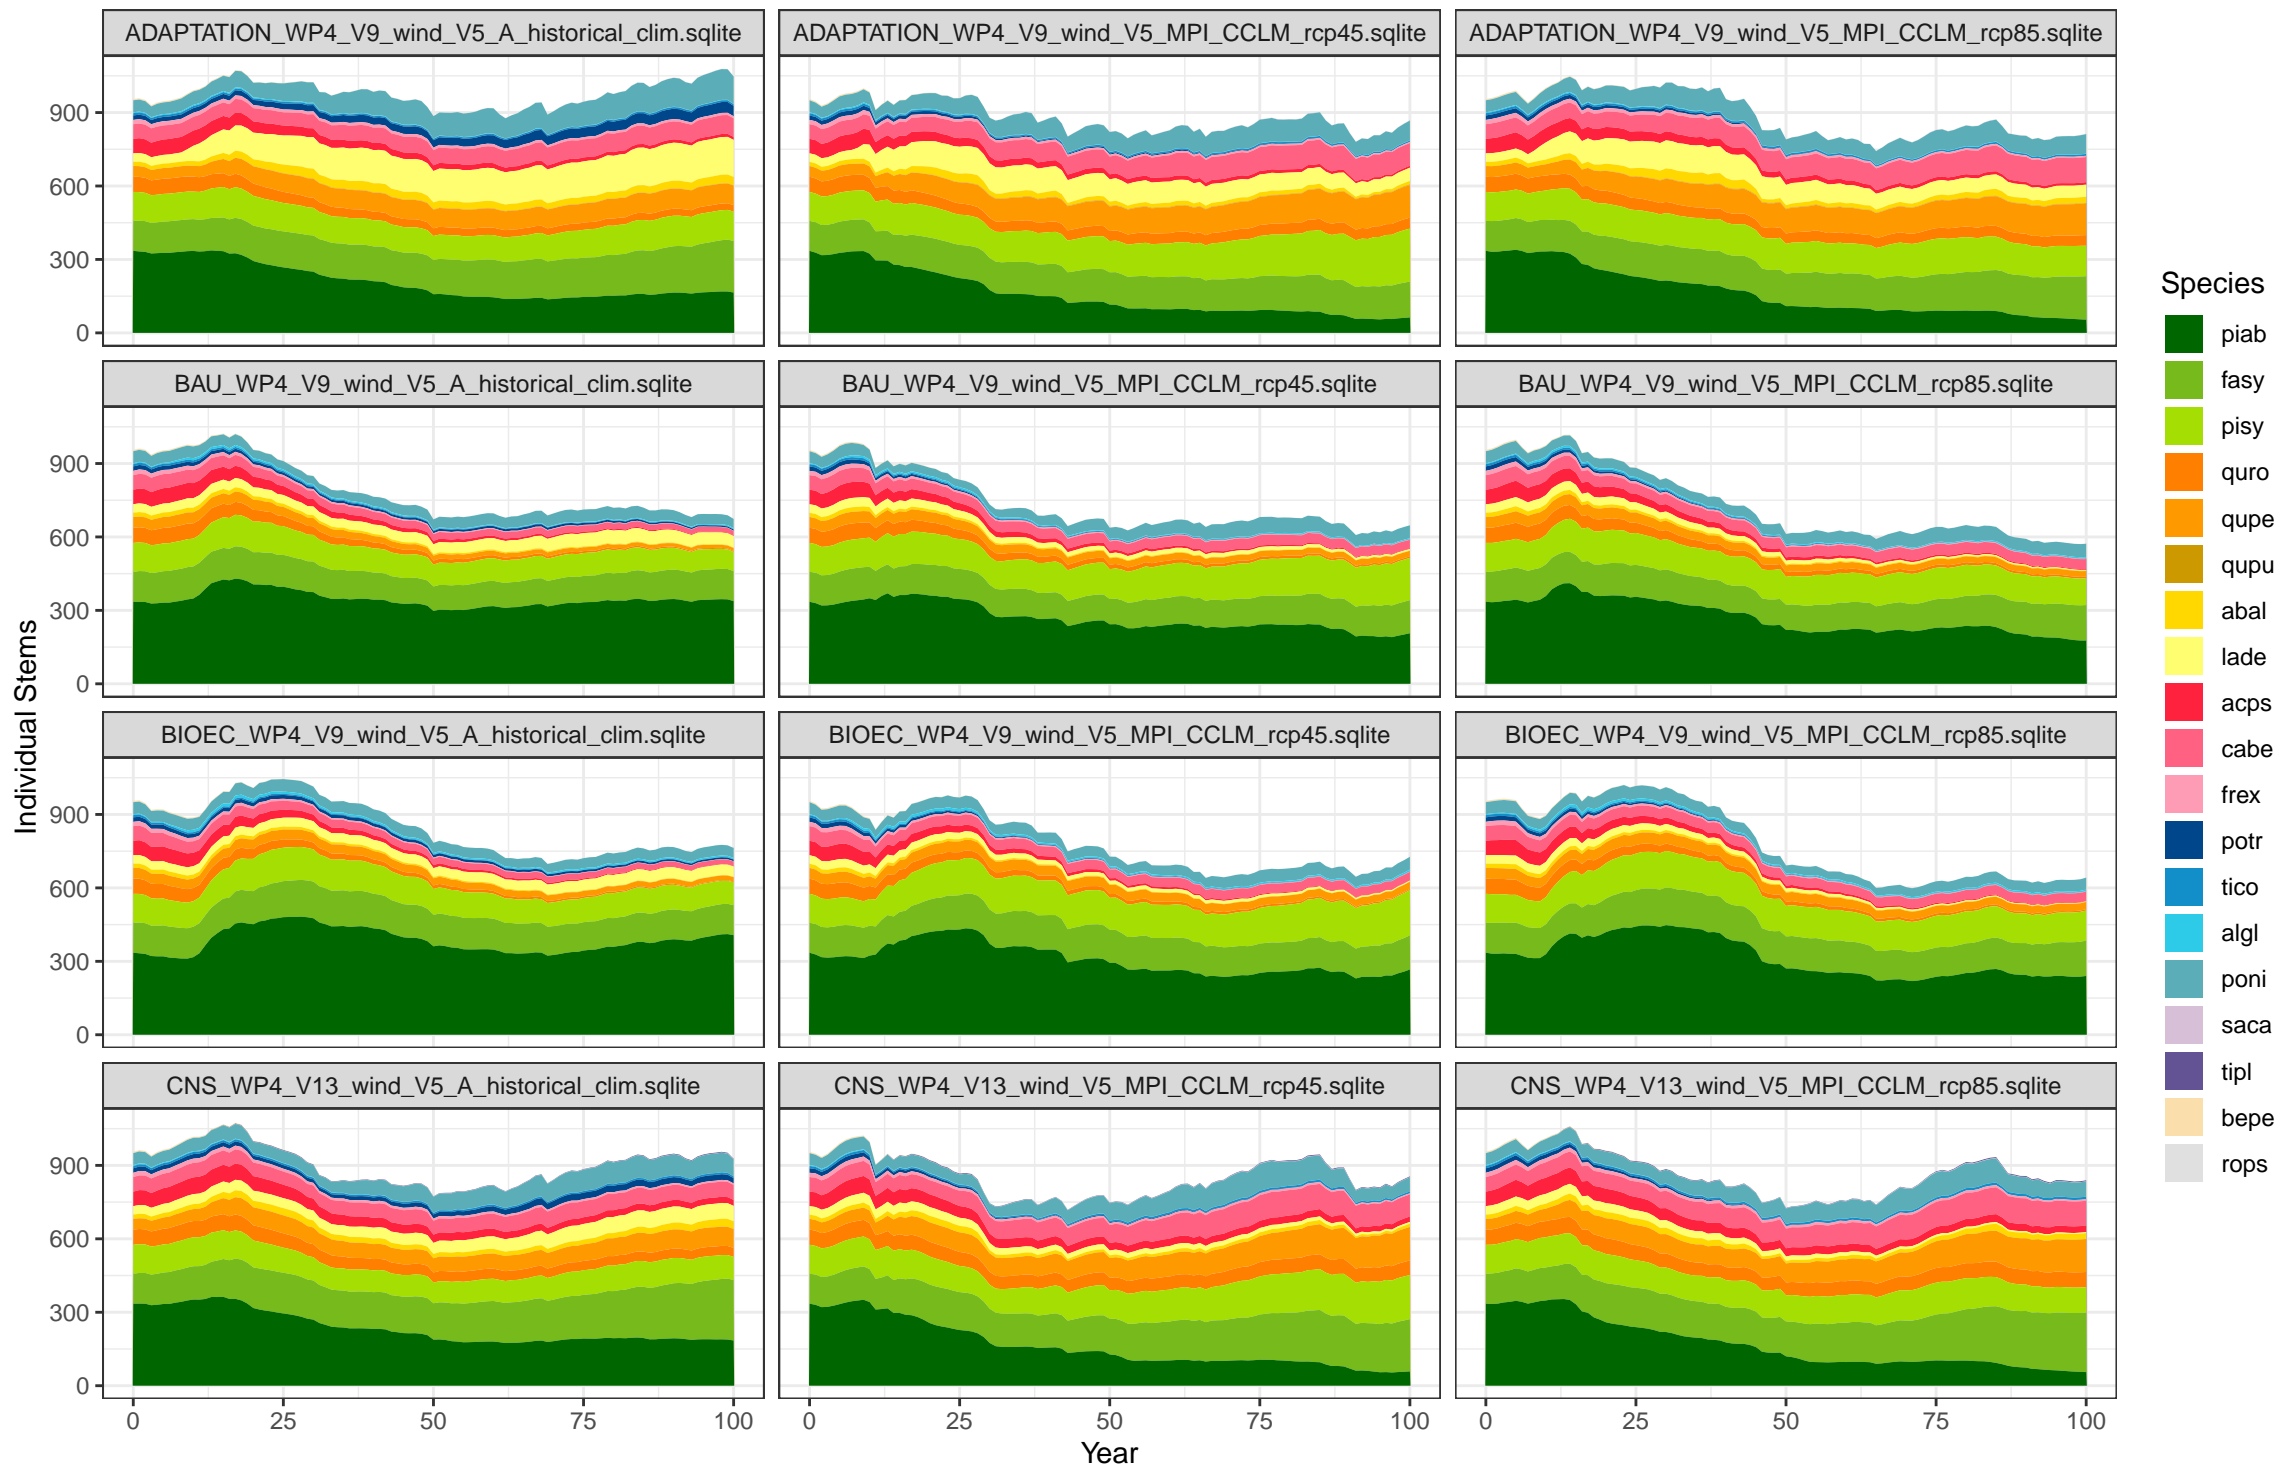 ADAPTATION_WP4_V9_wind_V5_A_historical_clim.sqlite
ADAPTATION_WP4_V9_wind_V5_MPI_CCLM_rcp45.sqlite
ADAPTATION_WP4_V9_wind_V5_MPI_CCLM_rcp85.sqlite
900
600
300
0
BAU_WP4_V9_wind_V5_A_historical_clim.sqlite
BAU_WP4_V9_wind_V5_MPI_CCLM_rcp45.sqlite
BAU_WP4_V9_wind_V5_MPI_CCLM_rcp85.sqlite
900
600
300
0
BIOEC_WP4_V9_wind_V5_A_historical_clim.sqlite
BIOEC_WP4_V9_wind_V5_MPI_CCLM_rcp45.sqlite
BIOEC_WP4_V9_wind_V5_MPI_CCLM_rcp85.sqlite
900
600
300
0
CNS_WP4_V13_wind_V5_A_historical_clim.sqlite
CNS_WP4_V13_wind_V5_MPI_CCLM_rcp45.sqlite
CNS_WP4_V13_wind_V5_MPI_CCLM_rcp85.sqlite
900
600
300
0
0 25 50 75 100
0 25 50 75 100
0 25 50 75 100
Year
Individual Stems
Species
piab
fasy
pisy
quro
qupe
qupu
abal
lade
acps
cabe
frex
potr
tico
algl
poni
saca
tipl
bepe
rops